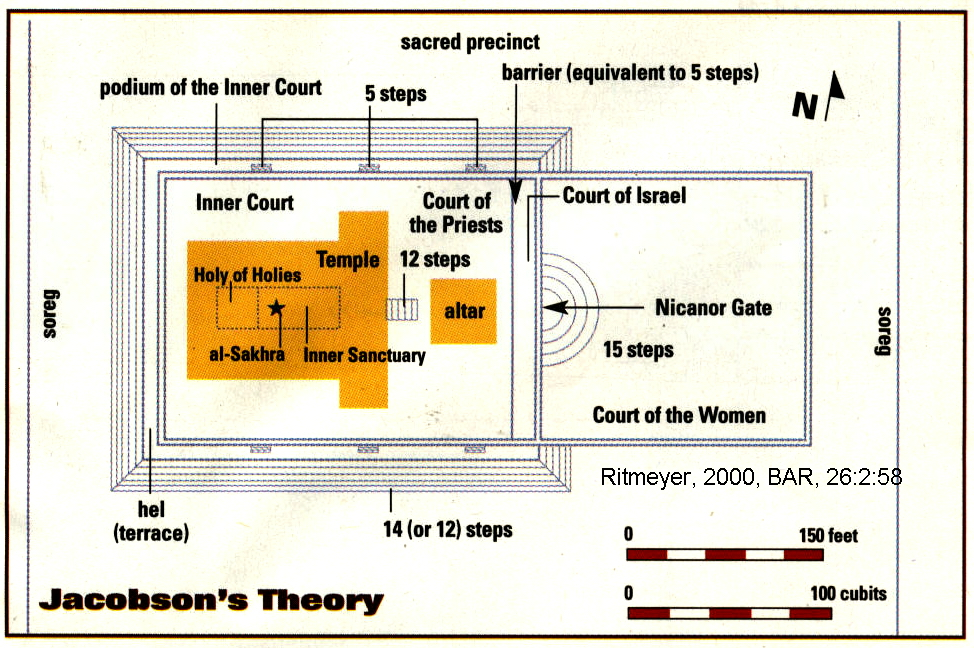 sacred precinct
barrier (equivalent to 5 steps)
podium of the Inner Court
5 steps
N
Inner Court
Court of
the Priests
Court of Israel
Temple
12 steps
Holy of Holies
altar
Nicanor Gate
soreg
soreg
al-Sakhra
Inner Sanctuary
15 steps
Court of the Women
Ritmeyer, 2000, BAR, 26:2:58
hel
(terrace)
14 (or 12) steps
0
150 feet
0
100 cubits
Jacobson's Theory